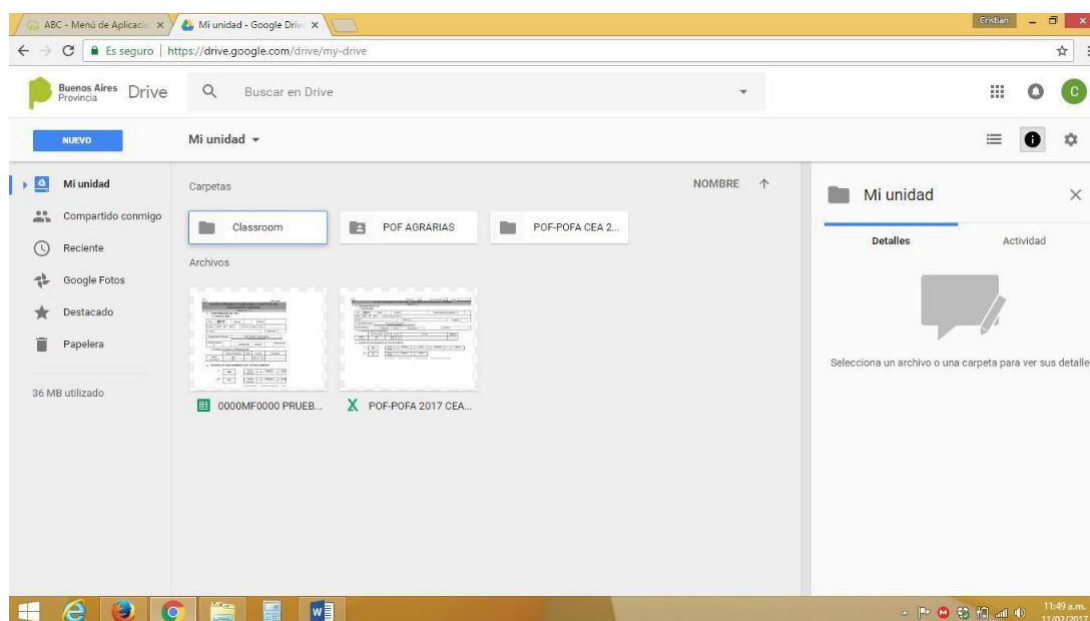 ABC - Menú de Aplicacio
Mi unidad - Google Driv
Cristian
Es seguro | https://drive.google.com/drive/my-drive
Buenos Aires
Provincia
Drive
Buscar en Drive
C
NUEVO
Mi unidad
Mi unidad
Compartido conmigo
Reciente
Google Fotos
Destacado
Papelera
36 MB utilizado
Carpetas
NOMBRE
Classroom
POF AGRARIAS
POF-POFA CEA 2...
Archivos
0000MF0000 PRUEB...
POF-POFA 2017 CEA...
Mi unidad
Detalles
Actividad
Selecciona un archivo o una carpeta para ver sus detalle
11:49 a.m.